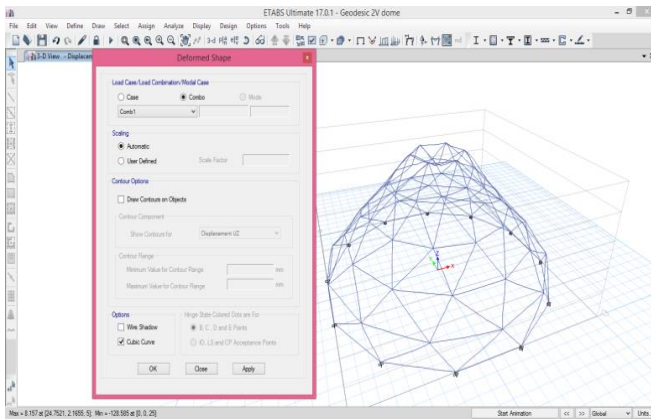 ETABS Ultimate 17.0.1 - Geodesic 2V dome
File Edit View Define Draw Select Assign Analyze Display Design Options Tools Help
3-D View - Displacem
Deformed Shape
Load Case/Load Combination/Modal Case
Case Combo Mode
Comb1
Scaling
Automatic
User Defined Scale Factor
Contour Options
Draw Contours on Objects
Contour Component
Show Contours for Displacement UZ
Contour Range
Minimum Value for Contour Range mm
Maximum Value for Contour Range mm
Options
Wire Shadow
Cubic Curve
Hinge State Colored Dots are For
B, C, D and E Points
IO, LS and CP Acceptance Points
OK Close Apply
Max = 8.157 at [24.7521, 2.1655, 5]; Min = -128.585 at [0, 0, 25]
Start Animation << >> Global Units...